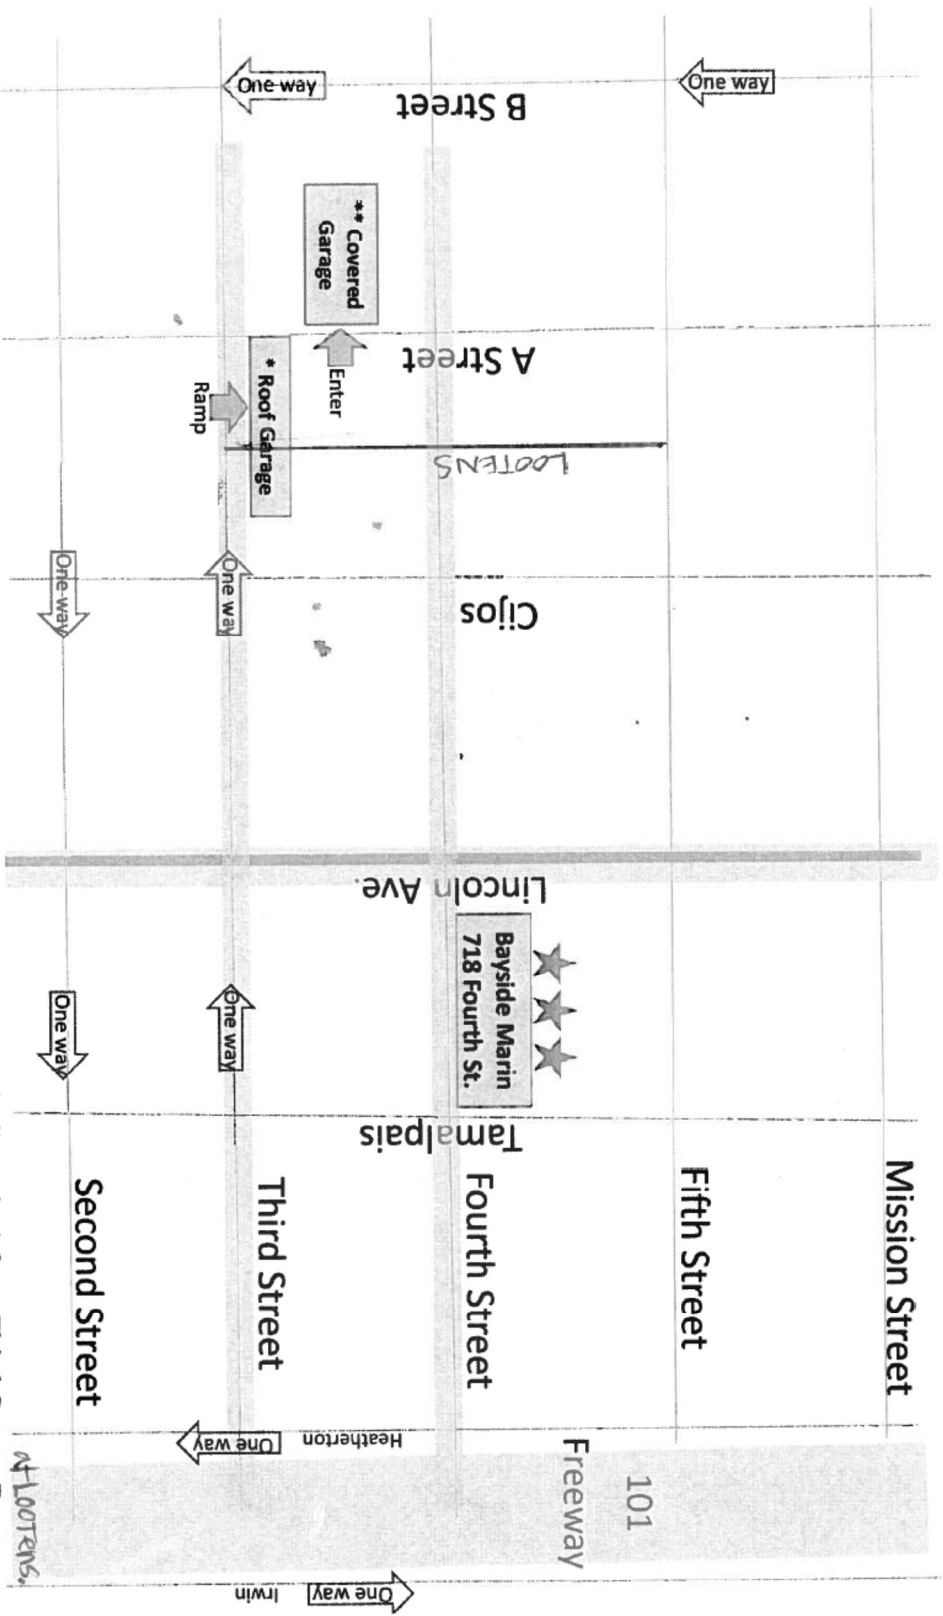 One way
One way
B Street
** Covered
Garage
Enter
A Street
* Roof Garage
Ramp
LOOTENS
One way
One way
Cijos
Lincoln Ave.
Bayside Marin
718 Fourth St.
One way
One way
Tamalpais
Mission Street
Fifth Street
Fourth Street
Third Street
Second Street
One way
Heatherton
101
Freeway
at LOOTENS.
One way
Irwin